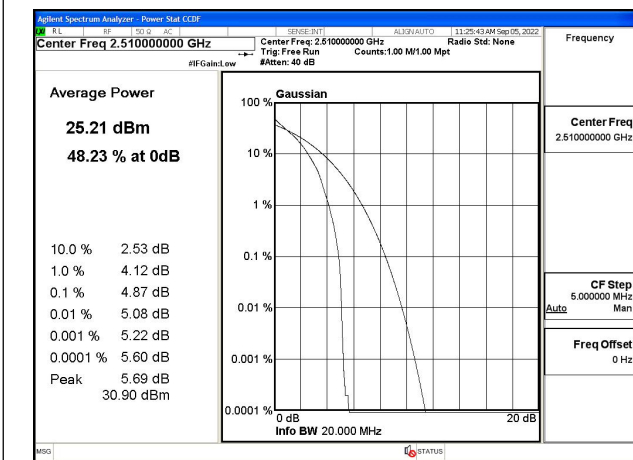 Agilent Spectrum Analyzer - Power Stat CCDF
LXI RL RF 50 Ω AC SENSE:INT ALIGN AUTO 11:25:43 AM Sep 05, 2022
Center Freq 2.510000000 GHz
Center Freq: 2.510000000 GHz Radio Std: None
Trig: Free Run Counts:1.00 M/1.00 Mpt
#IFGain:Low #Atten: 40 dB
Frequency
Average Power
25.21 dBm
48.23 % at 0dB
10.0 % 2.53 dB
1.0 % 4.12 dB
0.1 % 4.87 dB
0.01 % 5.08 dB
0.001 % 5.22 dB
0.0001 % 5.60 dB
Peak 5.69 dB
30.90 dBm
Gaussian
100 %
10 %
1 %
0.1 %
0.01 %
0.001 %
0.0001 %
0 dB 20 dB
Info BW 20.000 MHz
Center Freq
2.510000000 GHz
CF Step
5.000000 MHz
Auto Man
Freq Offset
0 Hz
MSG STATUS